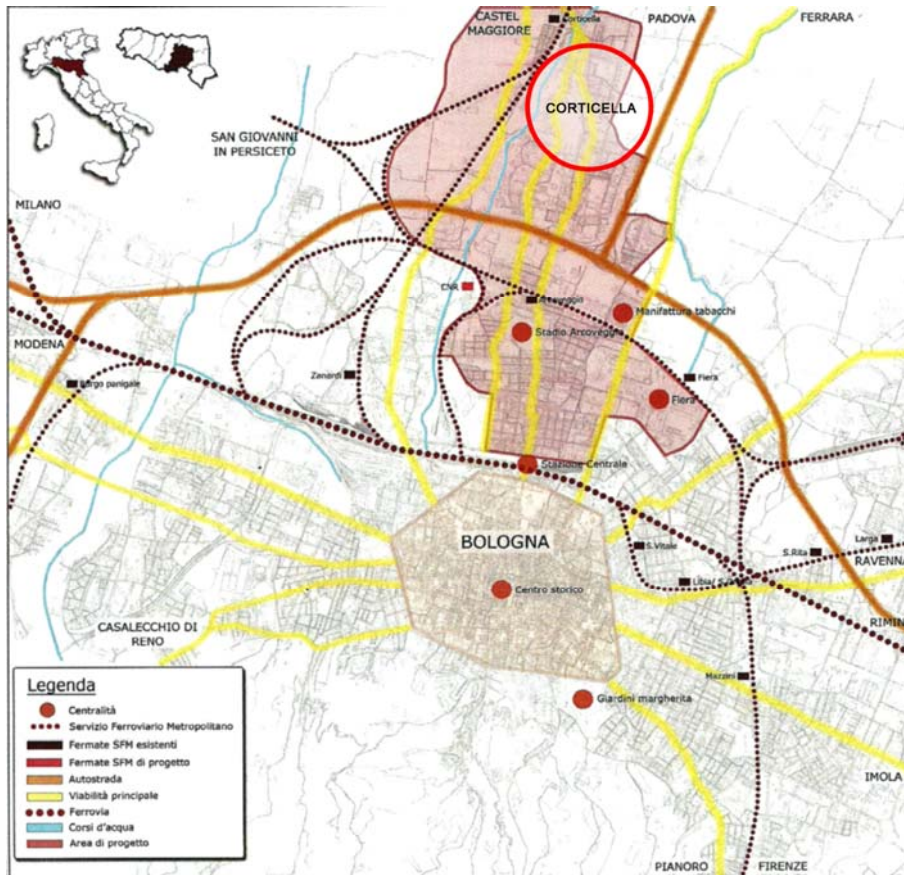 CASTEL
MAGGIORE
Corticella
PADOVA
FERRARA
CORTICELLA
SAN GIOVANNI
IN PERSICETO
MILANO
CNR
Arcoveggio
Manifattura tabacchi
Stadio Arcoveggio
MODENA
Borgo panigale
Zanardi
Fiera
Fiera
Stazione Centrale
BOLOGNA
S.Vitale
S.Rita
Larga
RAVENNA
Centro storico
CASALECCHIO DI
RENO
RIMIN
Mazzini
Giardini margherita
IMOLA
PIANORO
FIRENZE
Legenda
Centralità
Servizio Ferroviario Metropolitano
Fermate SFM esistenti
Fermate SFM di progetto
Autostrada
Viabilità principale
Ferrovia
Corsi d'acqua
Area di progetto